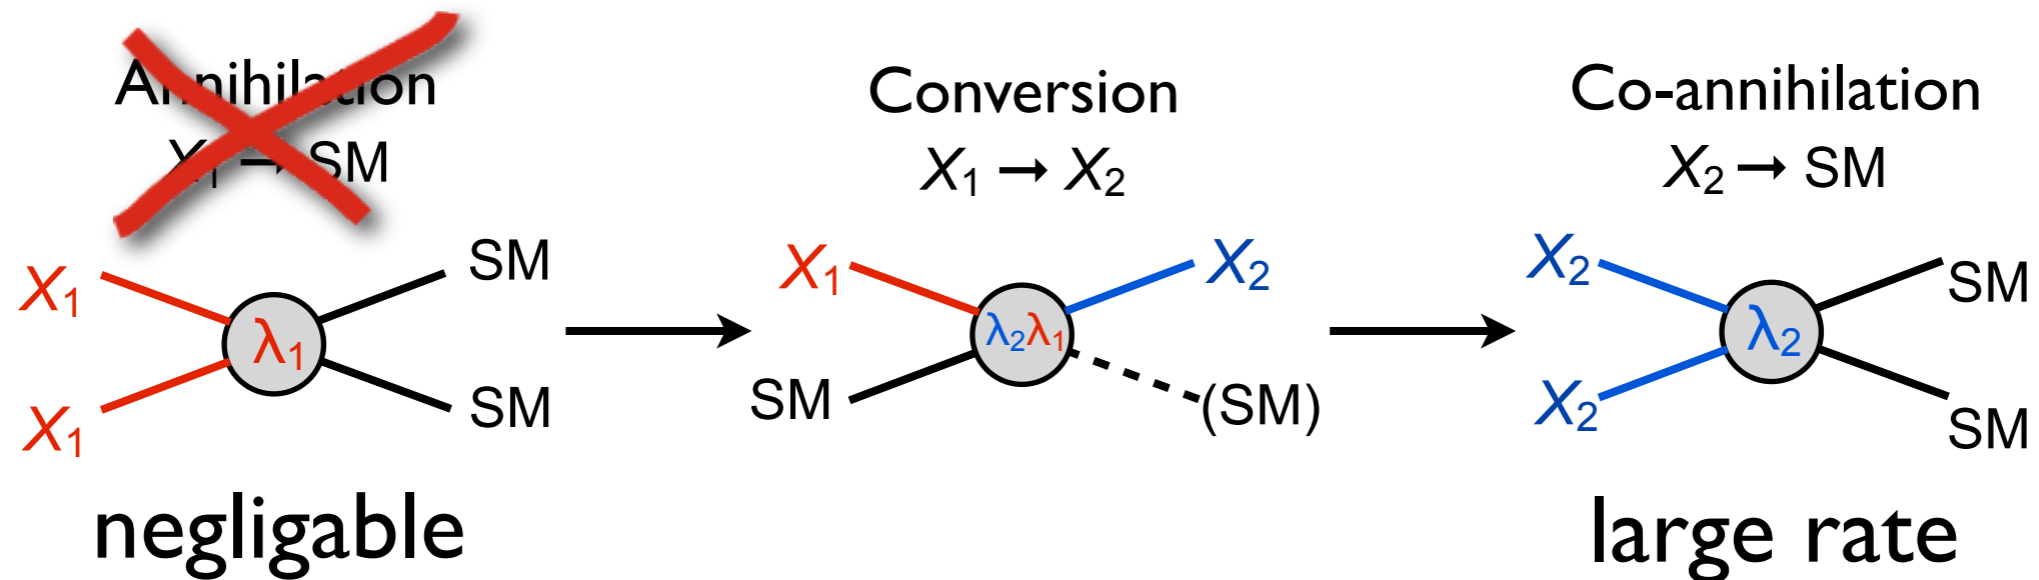 Annihilation
X₁ → SM
X₁
SM
λ₁
X₁
SM
negligable
Conversion
X₁ → X₂
X₁
X₂
λ₂λ₁
SM
(SM)
Co-annihilation
X₂ → SM
X₂
SM
λ₂
X₂
SM
large rate